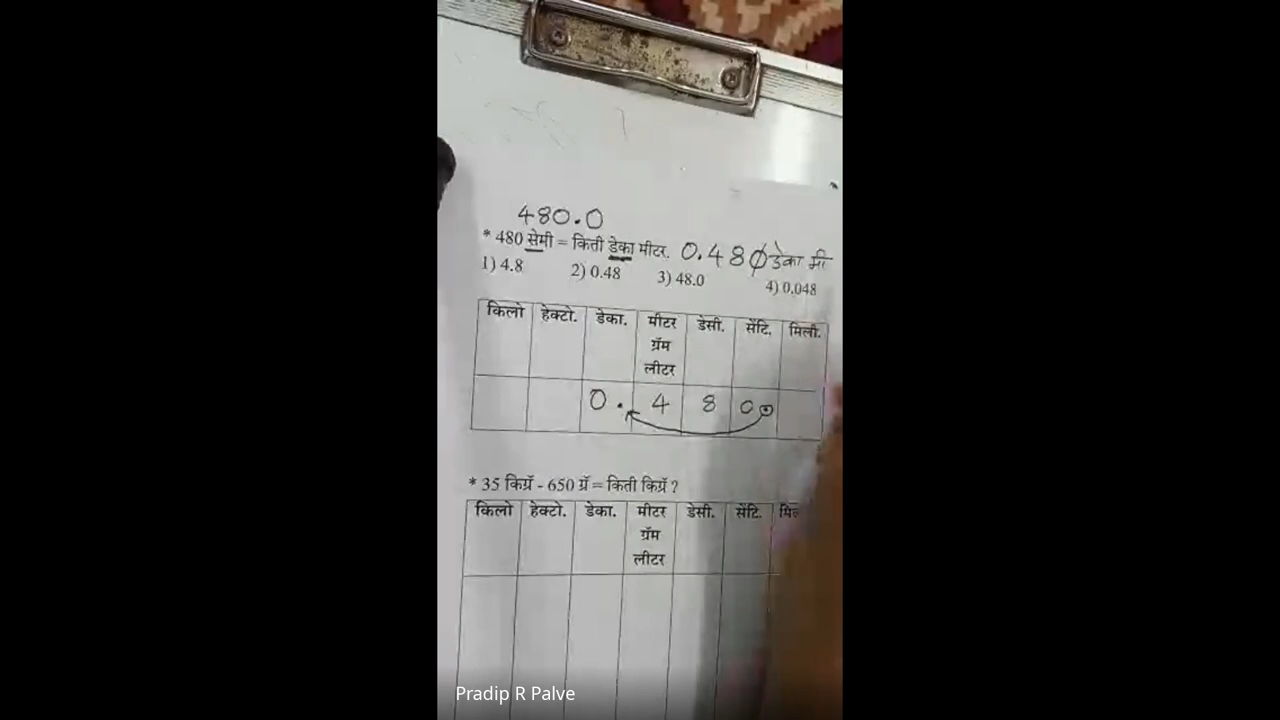 480.0
* 480 सेमी = किती डेका मीटर. 0.480 डेका मी
1) 4.8 2) 0.48 3) 48.0 4) 0.048
किलो हेक्टो. डेका. मीटर डेसी. सेंटि. मिली.
ग्रॅम
लीटर
0. 4 8 0.
* 35 किग्रॅ - 650 ग्रॅ = किती किग्रॅ ?
किलो हेक्टो. डेका. मीटर डेसी. सेंटि.
ग्रॅम
लीटर
Pradip R Palve